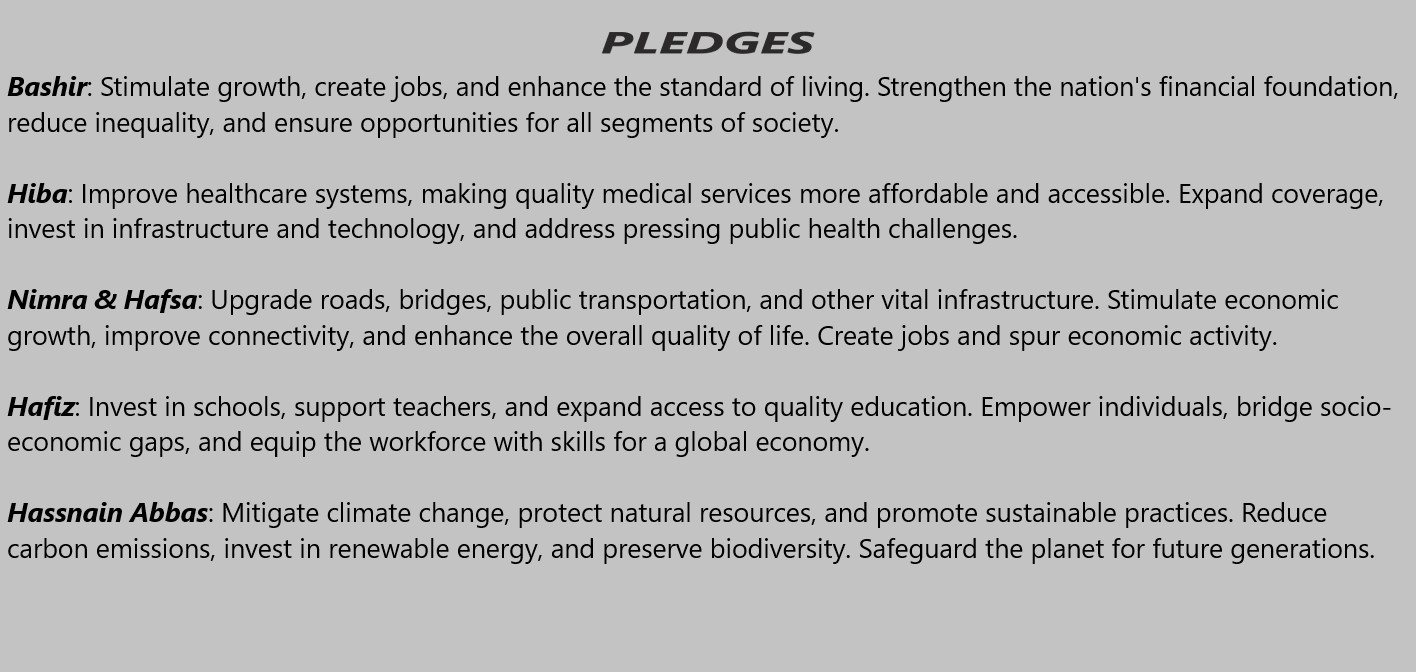 PLEDGES
Bashir: Stimulate growth, create jobs, and enhance the standard of living. Strengthen the nation's financial foundation,
reduce inequality, and ensure opportunities for all segments of society.
Hiba: Improve healthcare systems, making quality medical services more affordable and accessible. Expand coverage,
invest in infrastructure and technology, and address pressing public health challenges.
Nimra & Hafsa: Upgrade roads, bridges, public transportation, and other vital infrastructure. Stimulate economic
growth, improve connectivity, and enhance the overall quality of life. Create jobs and spur economic activity.
Hafiz: Invest in schools, support teachers, and expand access to quality education. Empower individuals, bridge socio-
economic gaps, and equip the workforce with skills for a global economy.
Hassnain Abbas: Mitigate climate change, protect natural resources, and promote sustainable practices. Reduce
carbon emissions, invest in renewable energy, and preserve biodiversity. Safeguard the planet for future generations.